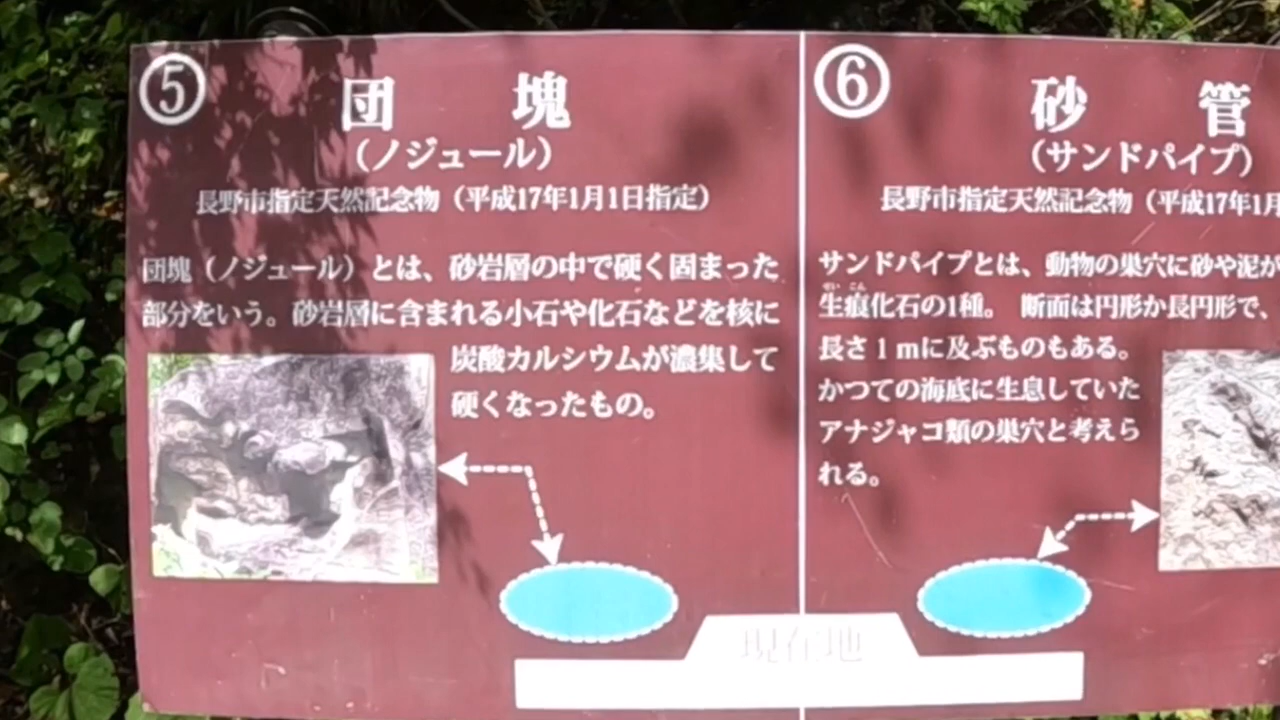 ⑤
団塊
(ノジュール)
長野市指定天然記念物(平成17年1月1日指定)
団塊(ノジュール)とは、砂岩層の中で硬く固まった
部分をいう。砂岩層に含まれる小石や化石などを核に
炭酸カルシウムが濃集して
硬くなったもの。
⑥
砂管
(サンドパイプ)
長野市指定天然記念物(平成17年1月
サンドパイプとは、動物の巣穴に砂や泥が
せい こん
生痕化石の1種。 断面は円形か長円形で、
長さ1mに及ぶものもある。
かつての海底に生息していた
アナジャコ類の巣穴と考えら
れる。
現在地